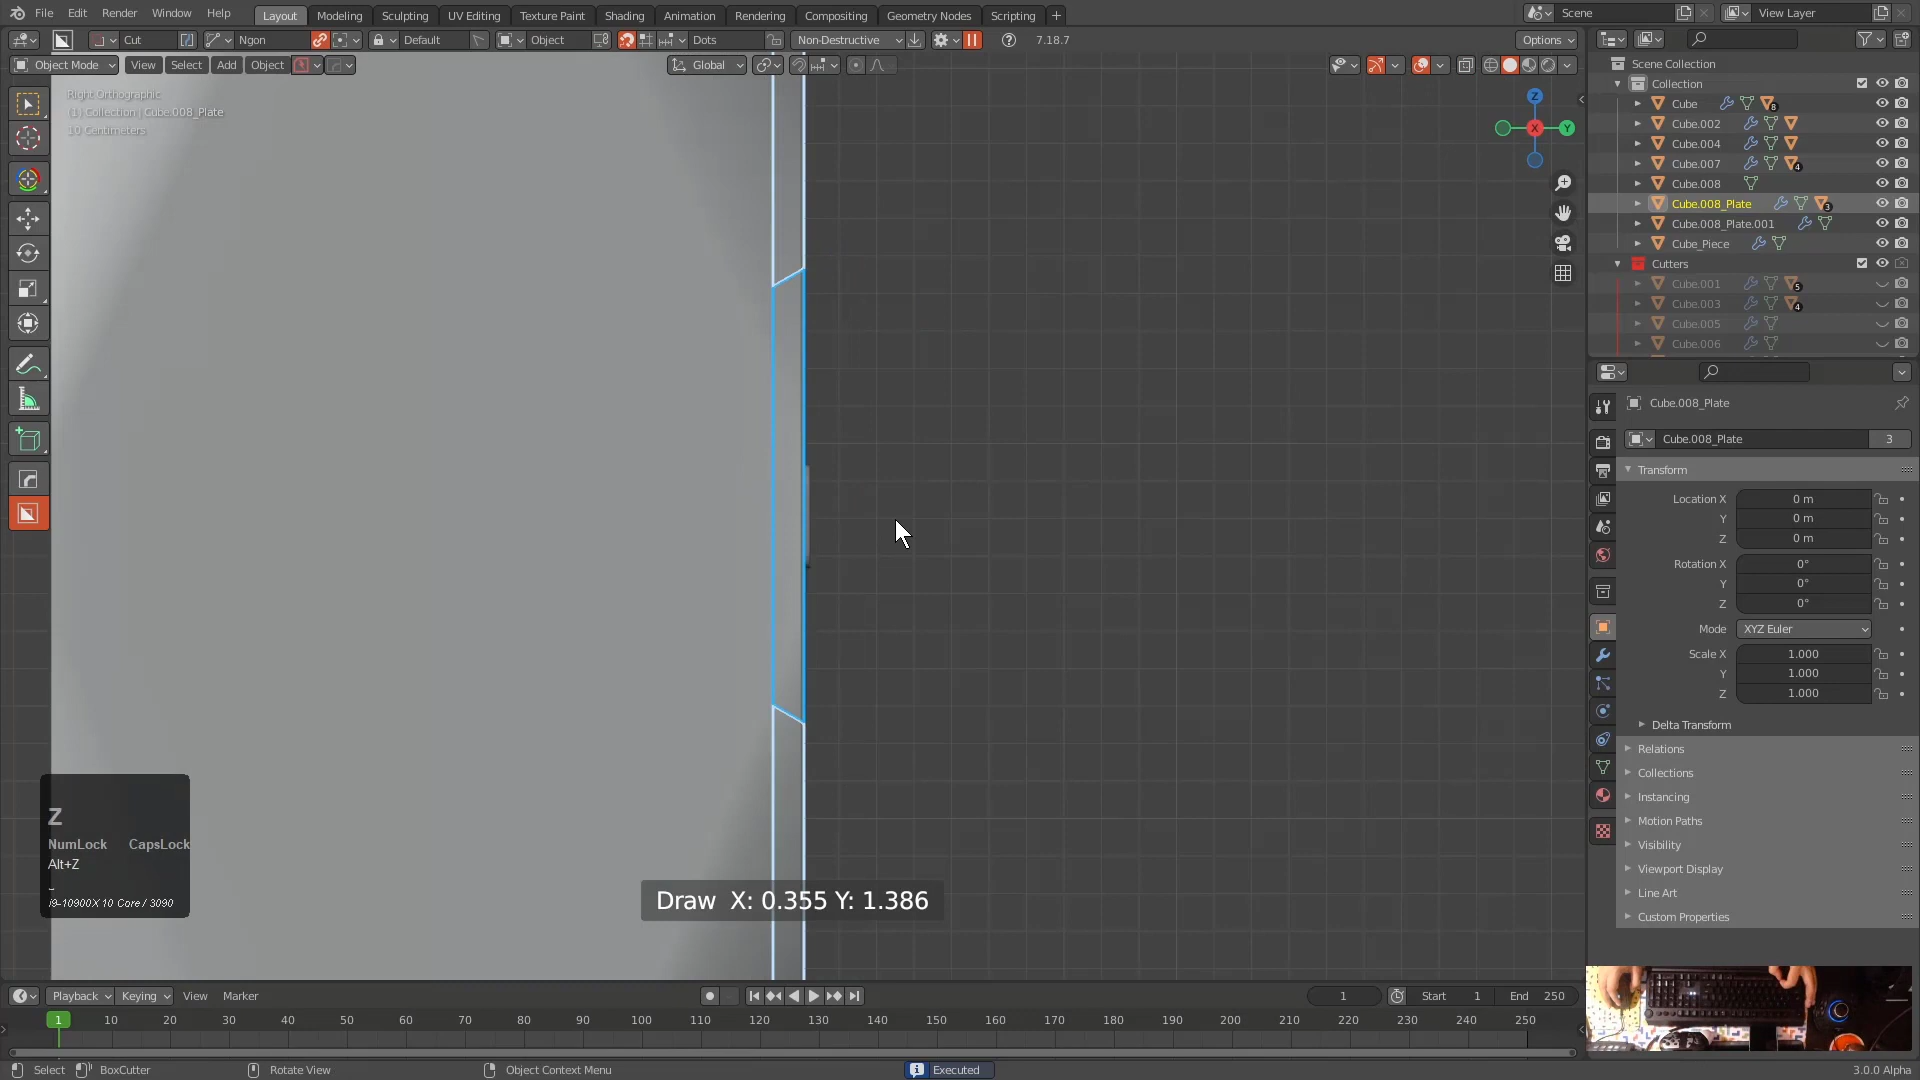 File Edit Render Window Help
Layout Modeling Sculpting UV Editing Texture Paint Shading Animation Rendering Compositing Geometry Nodes Scripting +
Scene
View Layer
Cut Ngon Default Object Dots Non-Destructive 7.18.7 Options
Object Mode View Select Add Object Global
Right Orthographic
(1) Collection | Cube.008_Plate
10 Centimeters
Z
X
Y
Scene Collection
Collection
Cube 8
Cube.002
Cube.004
Cube.007 4
Cube.008
Cube.008_Plate 3
Cube.008_Plate.001
Cube_Piece
Cutters
Cube.001 5
Cube.003 4
Cube.005
Cube.006
Cube.008_Plate
Cube.008_Plate 3
Transform
Location X 0 m
Y 0 m
Z 0 m
Rotation X 0°
Y 0°
Z 0°
Mode XYZ Euler
Scale X 1.000
Y 1.000
Z 1.000
Delta Transform
Relations
Collections
Instancing
Motion Paths
Visibility
Viewport Display
Line Art
Custom Properties
Z
NumLock CapsLock
Alt+Z
i9-10900X 10 Core / 3090
Draw X: 0.355 Y: 1.386
Playback Keying View Marker
1 Start 1 End 250
1 10 20 30 40 50 60 70 80 90 100 110 120 130 140 150 160 170 180 190 200 210 220 230 240 250
Select BoxCutter Rotate View Object Context Menu Executed 3.0.0 Alpha